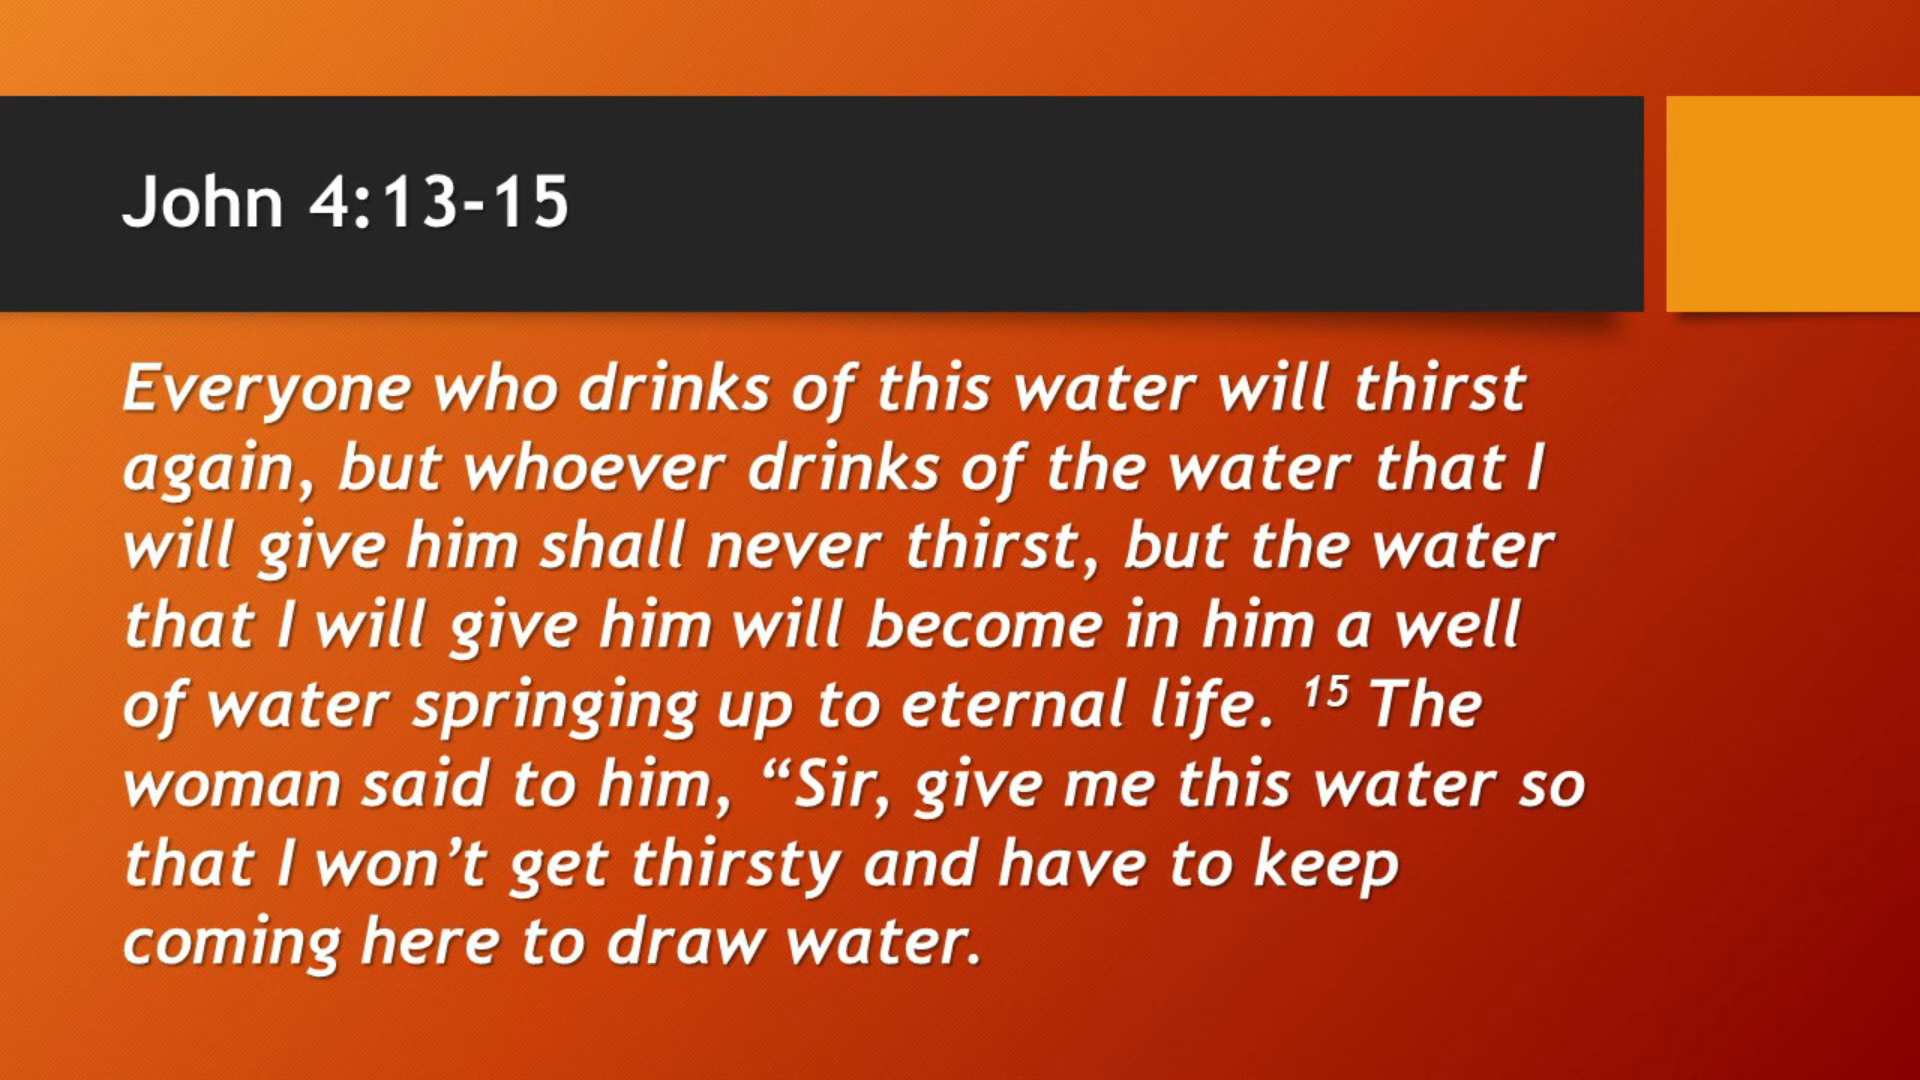 John 4:13-15
Everyone who drinks of this water will thirst
again, but whoever drinks of the water that I
will give him shall never thirst, but the water
that I will give him will become in him a well
of water springing up to eternal life. 15 The
woman said to him, “Sir, give me this water so
that I won’t get thirsty and have to keep
coming here to draw water.